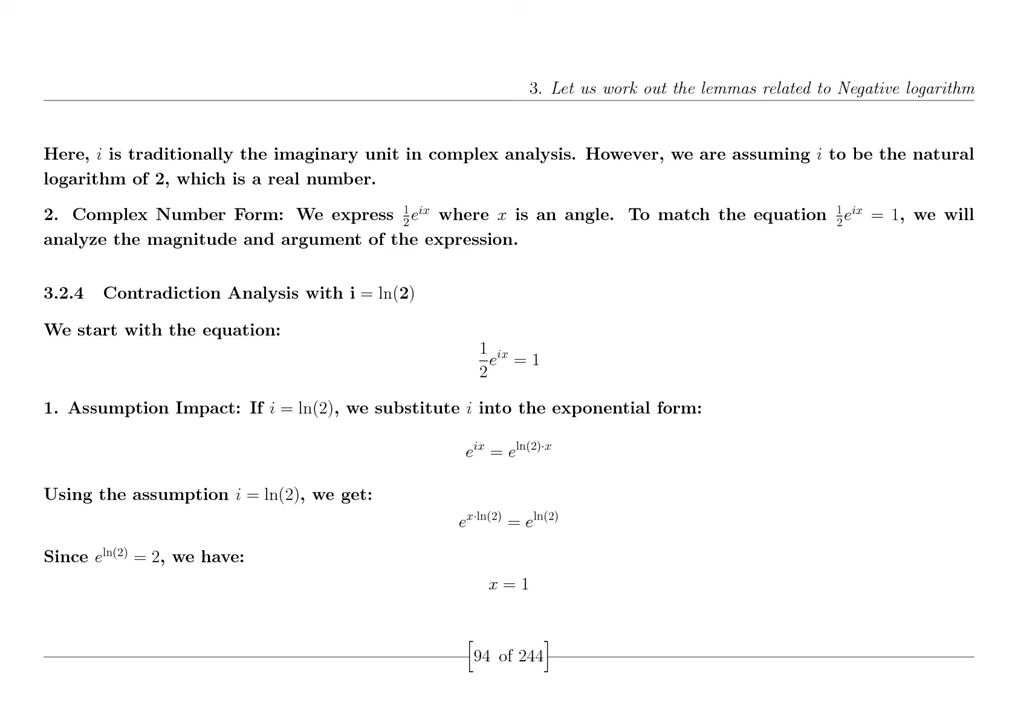 3. Let us work out the lemmas related to Negative logarithm
Here, i is traditionally the imaginary unit in complex analysis. However, we are assuming i to be the natural
logarithm of 2, which is a real number.
2. Complex Number Form: We express \frac{1}{2}e^{ix} where x is an angle. To match the equation \frac{1}{2}e^{ix} = 1, we will
analyze the magnitude and argument of the expression.
3.2.4 Contradiction Analysis with i = ln(2)
We start with the equation:
\frac{1}{2}e^{ix} = 1
1. Assumption Impact: If i = ln(2), we substitute i into the exponential form:
e^{ix} = e^{ln(2)·x}
Using the assumption i = ln(2), we get:
e^{x·ln(2)} = e^{ln(2)}
Since e^{ln(2)} = 2, we have:
x = 1
[94 of 244]